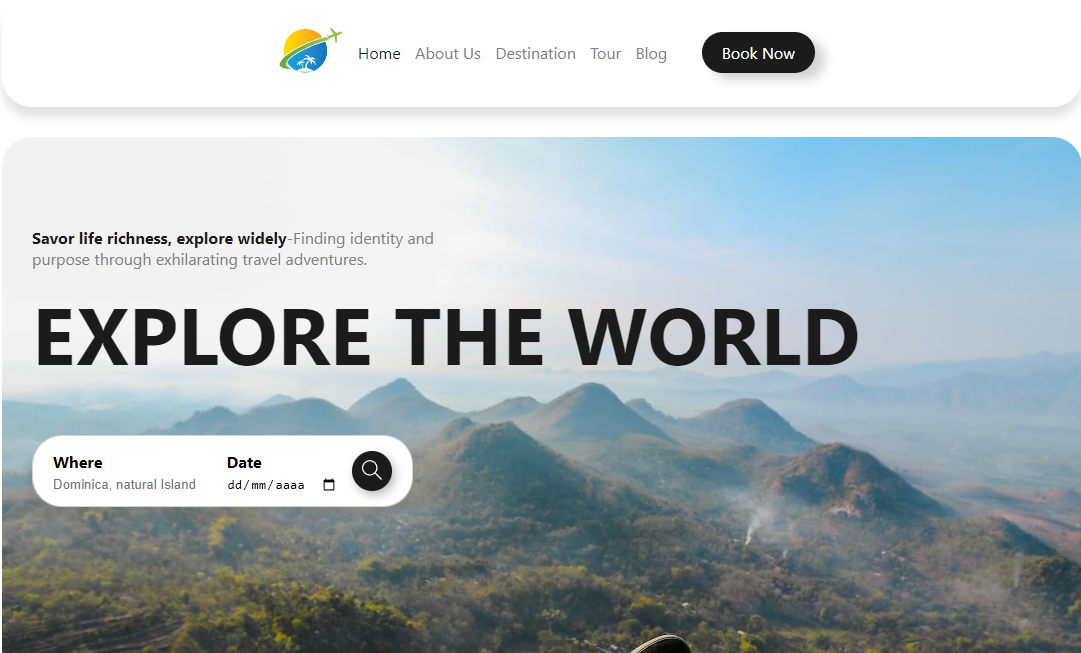 Home About Us Destination Tour Blog Book Now
Savor life richness, explore widely-Finding identity and
purpose through exhilarating travel adventures.
EXPLORE THE WORLD
Where Date
Dominica, natural Island dd/mm/aaaa